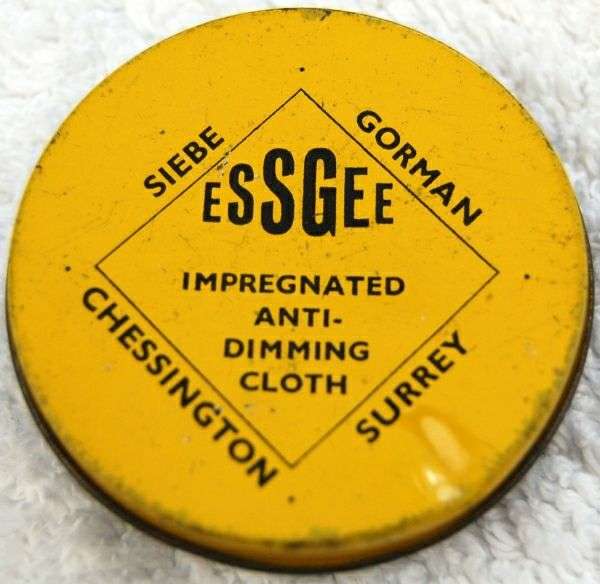 SIEBE GORMAN
ESSGEE
IMPREGNATED
ANTI-
DIMMING
CLOTH
CHESSINGTON SURREY